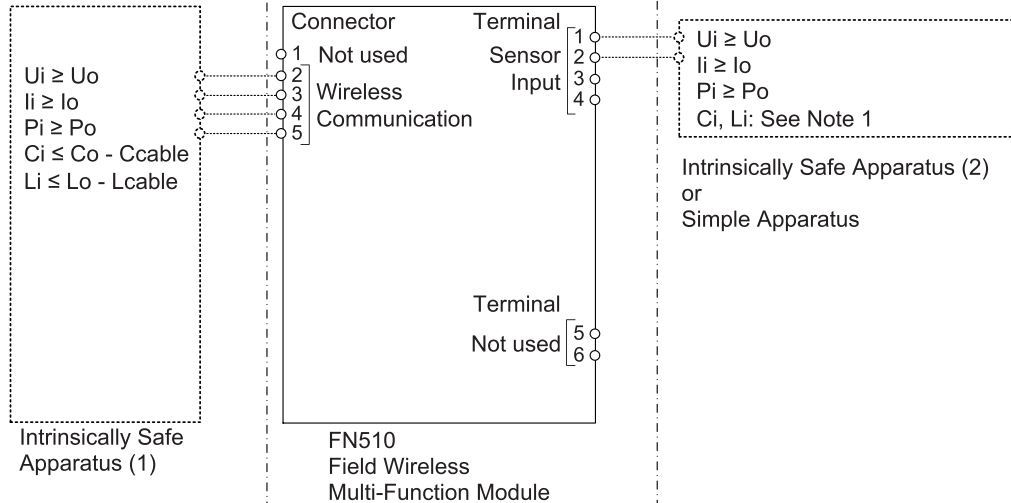 Ui ≥ Uo
Ii ≥ Io
Pi ≥ Po
Ci ≤ Co - Ccable
Li ≤ Lo - Lcable
Intrinsically Safe
Apparatus (1)
Connector
1 Not used
2
3
4
5
Wireless
Communication
Terminal
Sensor
Input
1
2
3
4
Terminal
Not used
5
6
FN510
Field Wireless
Multi-Function Module
Ui ≥ Uo
Ii ≥ Io
Pi ≥ Po
Ci, Li: See Note 1
Intrinsically Safe Apparatus (2)
or
Simple Apparatus